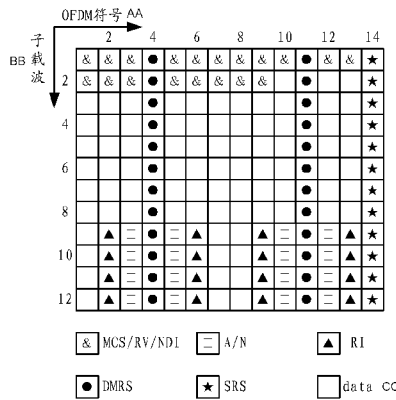 OFDM符号 AA
2 4 6 8 10 12 14
BB
子
载
波
& & & & & & & & & & &
2 & & & & & & & &
4
6
8
10
12
& MCS/RV/NDI A/N RI
DMRS SRS data CC